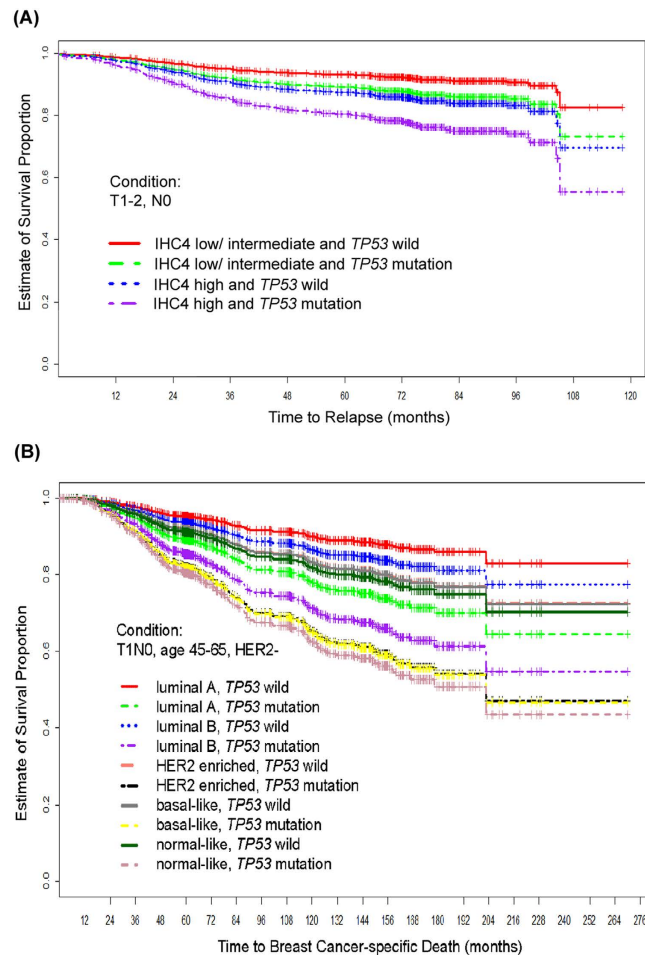 (A)
Estimate of Survival Proportion
1.0
0.8
0.6
0.4
0.2
0.0
Condition:
T1-2, N0
IHC4 low/ intermediate and TP53 wild
IHC4 low/ intermediate and TP53 mutation
IHC4 high and TP53 wild
IHC4 high and TP53 mutation
12 24 36 48 60 72 84 96 108 120
Time to Relapse (months)
(B)
Estimate of Surival Proportion
1.0
0.8
0.6
0.4
0.2
0.0
Condition:
T1N0, age 45-65, HER2-
luminal A, TP53 wild
luminal A, TP53 mutation
luminal B, TP53 wild
luminal B, TP53 mutation
HER2 enriched, TP53 wild
HER2 enriched, TP53 mutation
basal-like, TP53 wild
basal-like, TP53 mutation
normal-like, TP53 wild
normal-like, TP53 mutation
12 24 36 48 60 72 84 96 108 120 132 144 156 168 180 192 204 216 228 240 252 264 276
Time to Breast Cancer-specific Death (months)